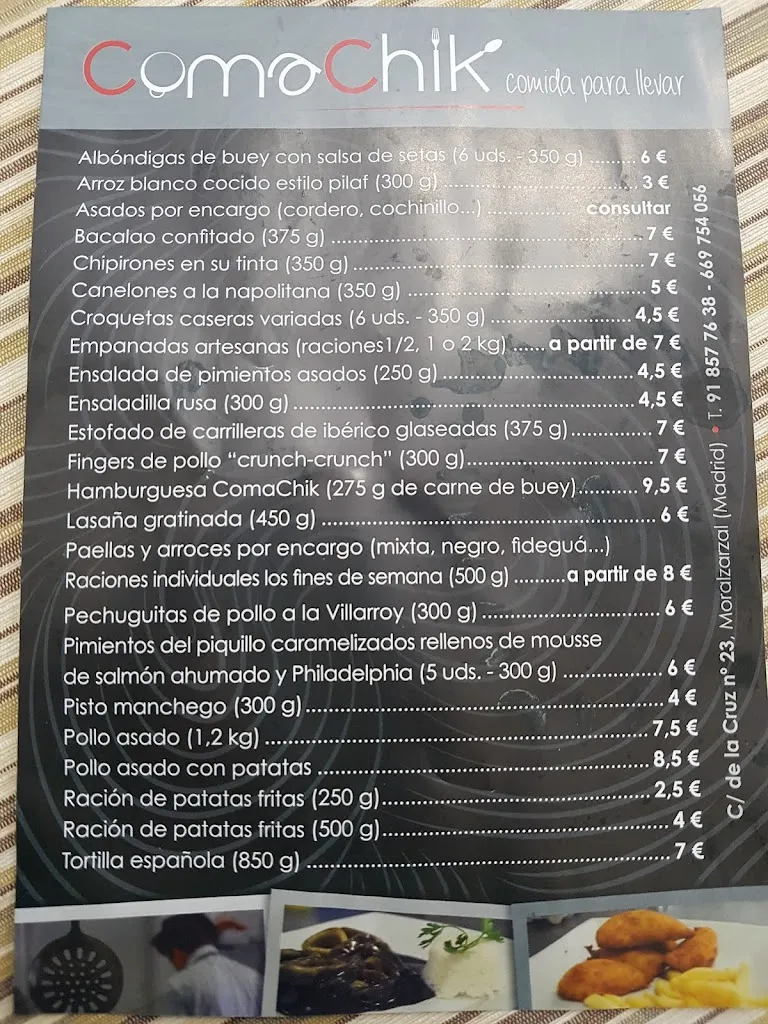 ComaChik comida para llevar
Albóndigas de buey con salsa de setas (6 uds. - 350 g) ......... 6 €
Arroz blanco cocido estilo pilaf (300 g) ..................................... 3 €
Asados por encargo (cordero, cochinillo...) ................... consultar
Bacalao confitado (375 g) ........................................................... 7 €
Chipirones en su tinta (350 g) ....................................................... 7 €
Canelones a la napolitana (350 g) ............................................. 5 €
Croquetas caseras variadas (6 uds. - 350 g) ........................... 4,5 €
Empanadas artesanas (raciones1/2, 1 o 2 kg) ...... a partir de 7 €
Ensalada de pimientos asados (250 g) .................................... 4,5 €
Ensaladilla rusa (300 g) ................................................................ 4,5 €
Estofado de carrilleras de ibérico glaseadas (375 g) ............... 7 €
Fingers de pollo “crunch-crunch” (300 g) .................................. 7 €
Hamburguesa ComaChik (275 g de carne de buey) ........... 9,5 €
Lasaña gratinada (450 g) ............................................................. 6 €
Paellas y arroces por encargo (mixta, negro, fideguá...)
Raciones individuales los fines de semana (500 g) ......... a partir de 8 €
Pechuguitas de pollo a la Villarroy (300 g) ................................. 6 €
Pimientos del piquillo caramelizados rellenos de mousse
de salmón ahumado y Philadelphia (5 uds. - 300 g) .................. 6 €
Pisto manchego (300 g) ................................................................ 4 €
Pollo asado (1,2 kg) ..................................................................... 7,5 €
Pollo asado con patatas ............................................................. 8,5 €
Ración de patatas fritas (250 g) ................................................ 2,5 €
Ración de patatas fritas (500 g) .................................................... 4 €
Tortilla española (850 g) ................................................................. 7 €
C/ de la Cruz nº 23, Moralzarzal (Madrid) • T. 91 857 76 38 - 669 754 056